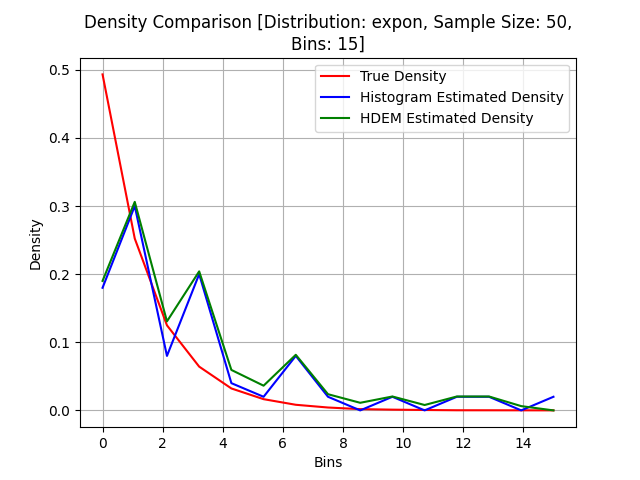 Density Comparison [Distribution: expon, Sample Size: 50,
Bins: 15]
True Density
Histogram Estimated Density
HDEM Estimated Density
Density
0.5
0.4
0.3
0.2
0.1
0.0
0 2 4 6 8 10 12 14
Bins